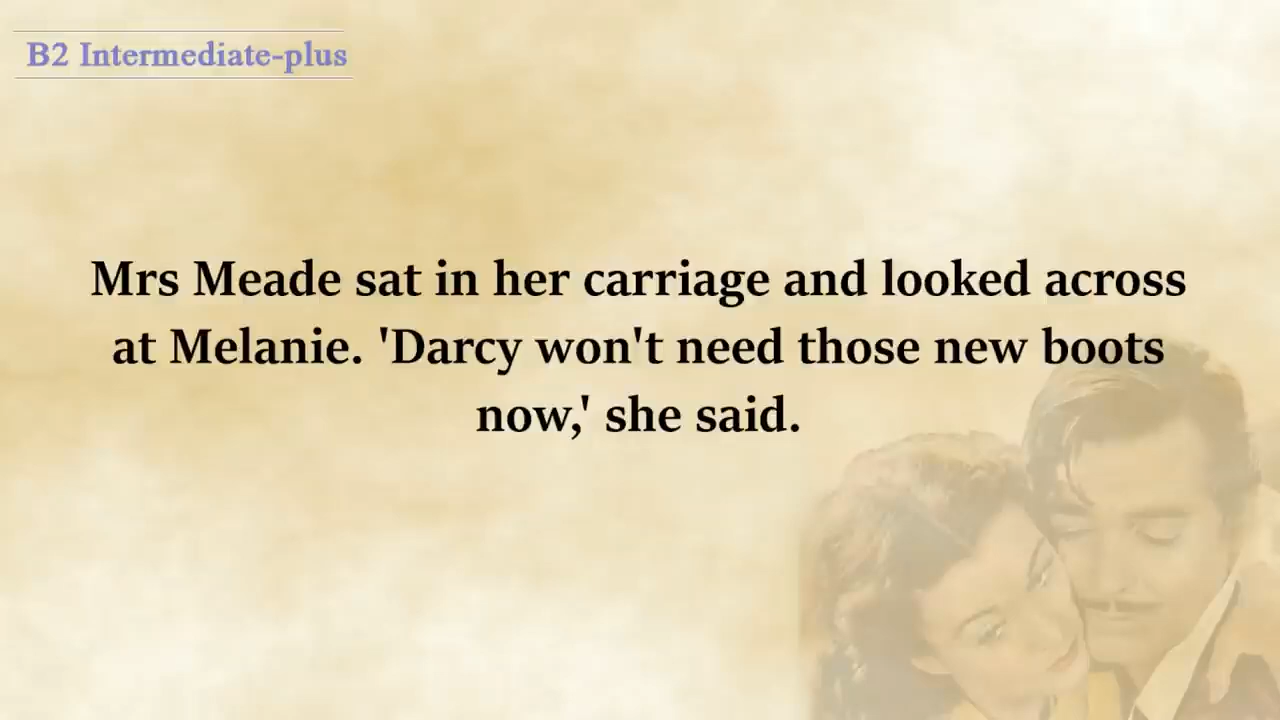 B2 Intermediate-plus
Mrs Meade sat in her carriage and looked across
at Melanie. 'Darcy won't need those new boots
now,' she said.